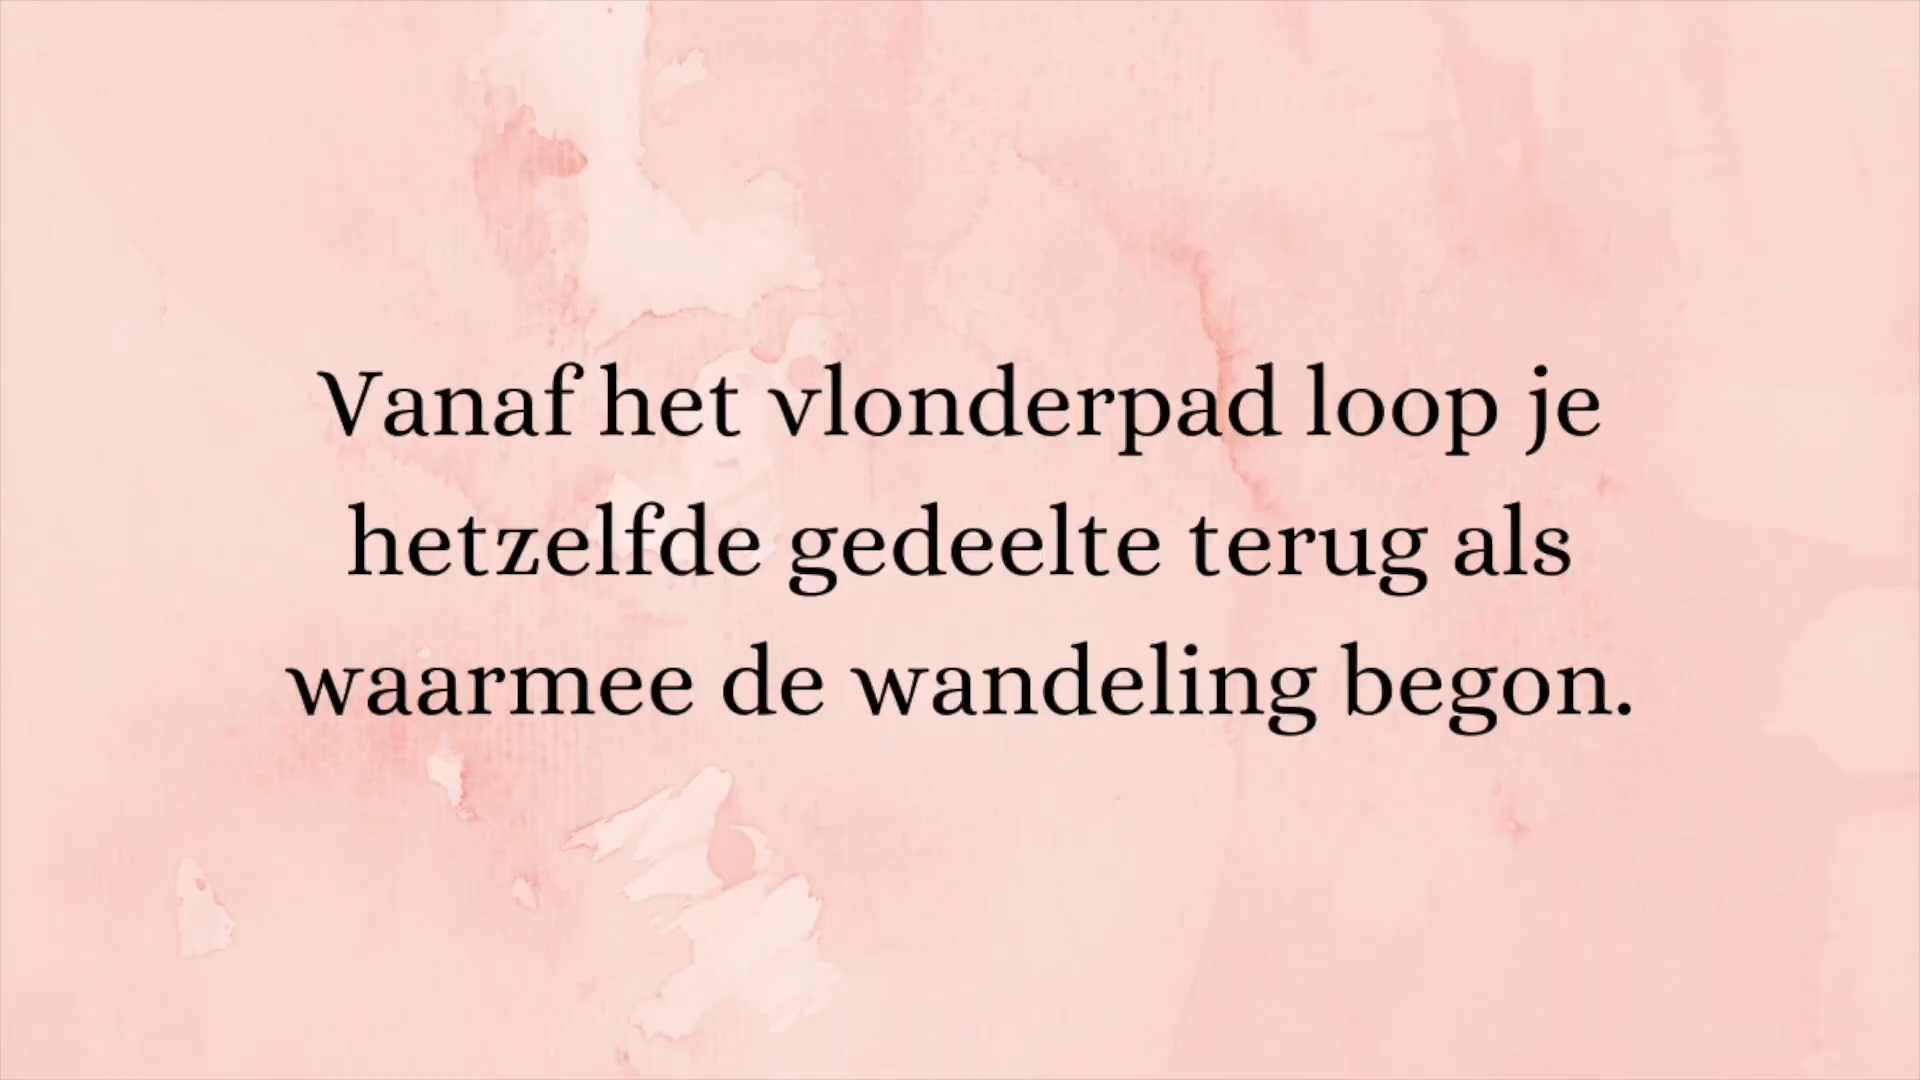 Vanaf het vlonderpad loop je
hetzelfde gedeelte terug als
waarmee de wandeling begon.